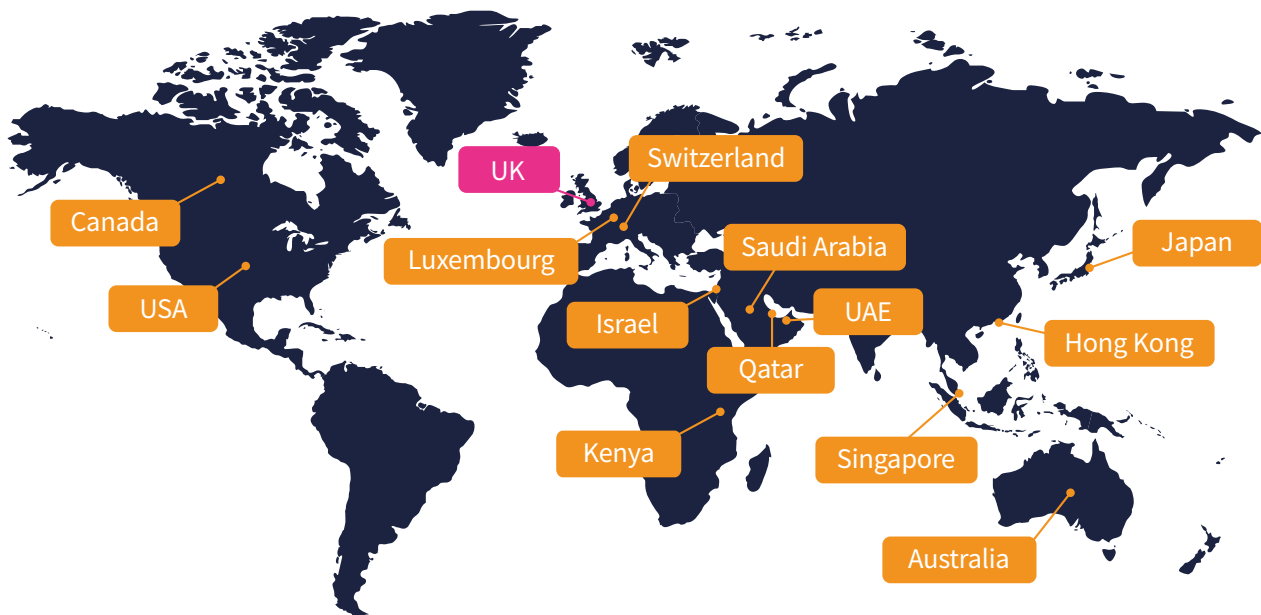 Switzerland
UK
Canada
Luxembourg
Saudi Arabia
Japan
USA
Israel
UAE
Hong Kong
Qatar
Kenya
Singapore
Australia